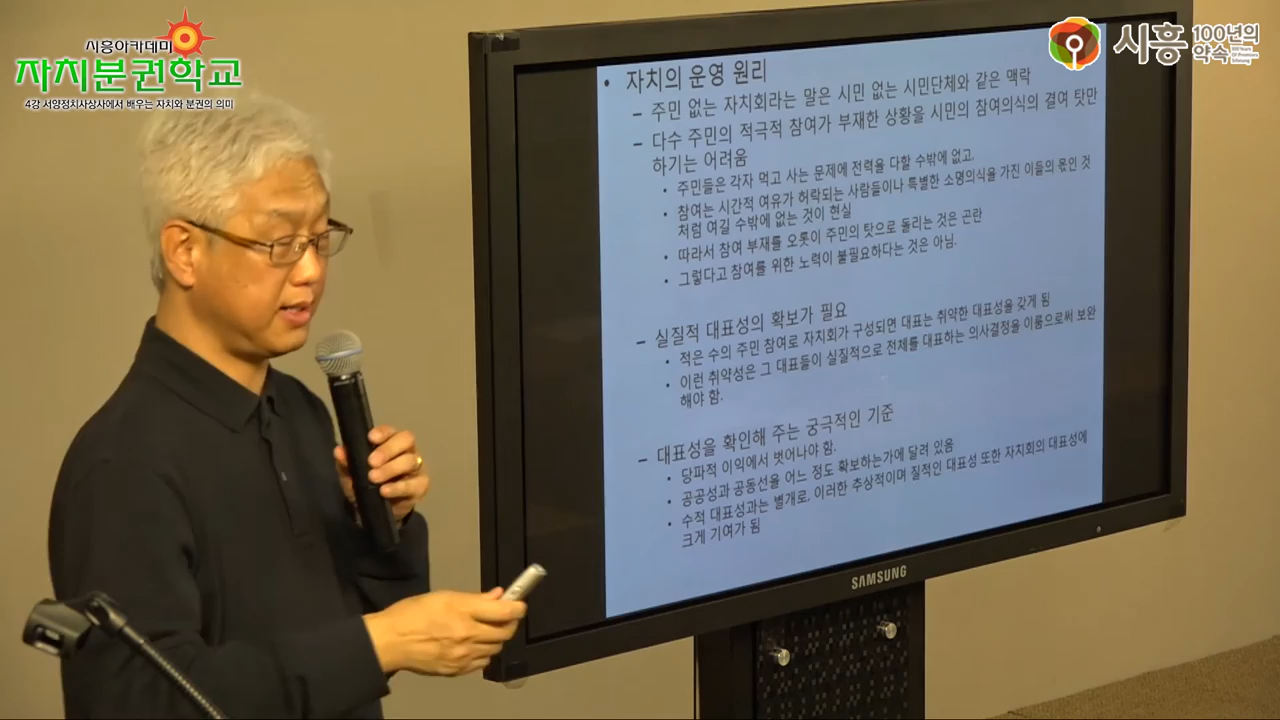 시흥아카데미
자치분권학교
4강 서양정치사상사에서 배우는 자치와 분권의 의미
시흥 100년의
약속
• 자치의 운영 원리
– 주민 없는 자치회라는 말은 시민 없는 시민단체와 같은 맥락
– 다수 주민의 적극적 참여가 부재한 상황을 시민의 참여의식의 결여 탓만
하기는 어려움
• 주민들은 각자 먹고 사는 문제에 전력을 다할 수밖에 없고,
• 참여는 시간적 여유가 허락되는 사람들이나 특별한 소명의식을 가진 이들의 몫인 것
처럼 여길 수밖에 없는 것이 현실
• 따라서 참여 부재를 오롯이 주민의 탓으로 돌리는 것은 곤란
• 그렇다고 참여를 위한 노력이 불필요하다는 것은 아님.
– 실질적 대표성의 확보가 필요
• 적은 수의 주민 참여로 자치회가 구성되면 대표는 취약한 대표성을 갖게 됨
• 이런 취약성은 그 대표들이 실질적으로 전체를 대표하는 의사결정을 이룸으로써 보완
해야 함.
– 대표성을 확인해 주는 궁극적인 기준
• 당파적 이익에서 벗어나야 함.
• 공공성과 공동선을 어느 정도 확보하는가에 달려 있음
• 수적 대표성과는 별개로, 이러한 추상적이며 질적인 대표성 또한 자치회의 대표성에
크게 기여가 됨
SAMSUNG